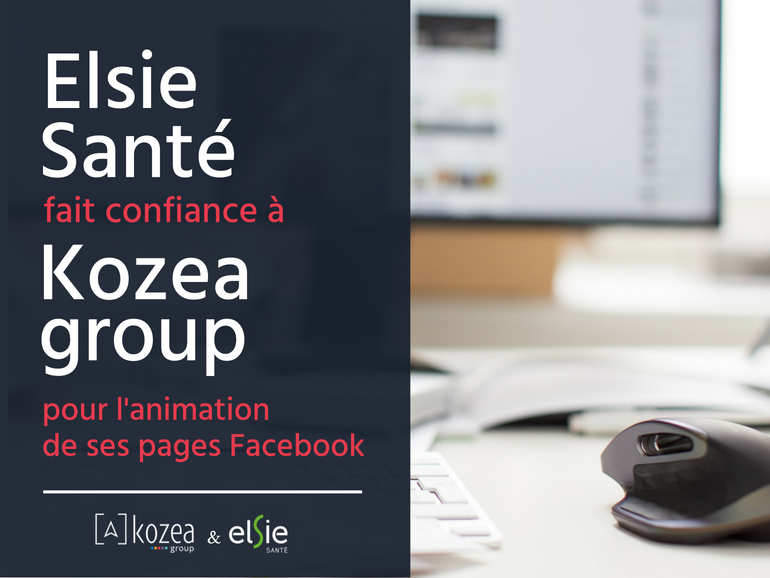 Elsie
Santé
fait confiance à
Kozea
group
pour l'animation
de ses pages Facebook
[A]kozea group & elSie SANTÉ